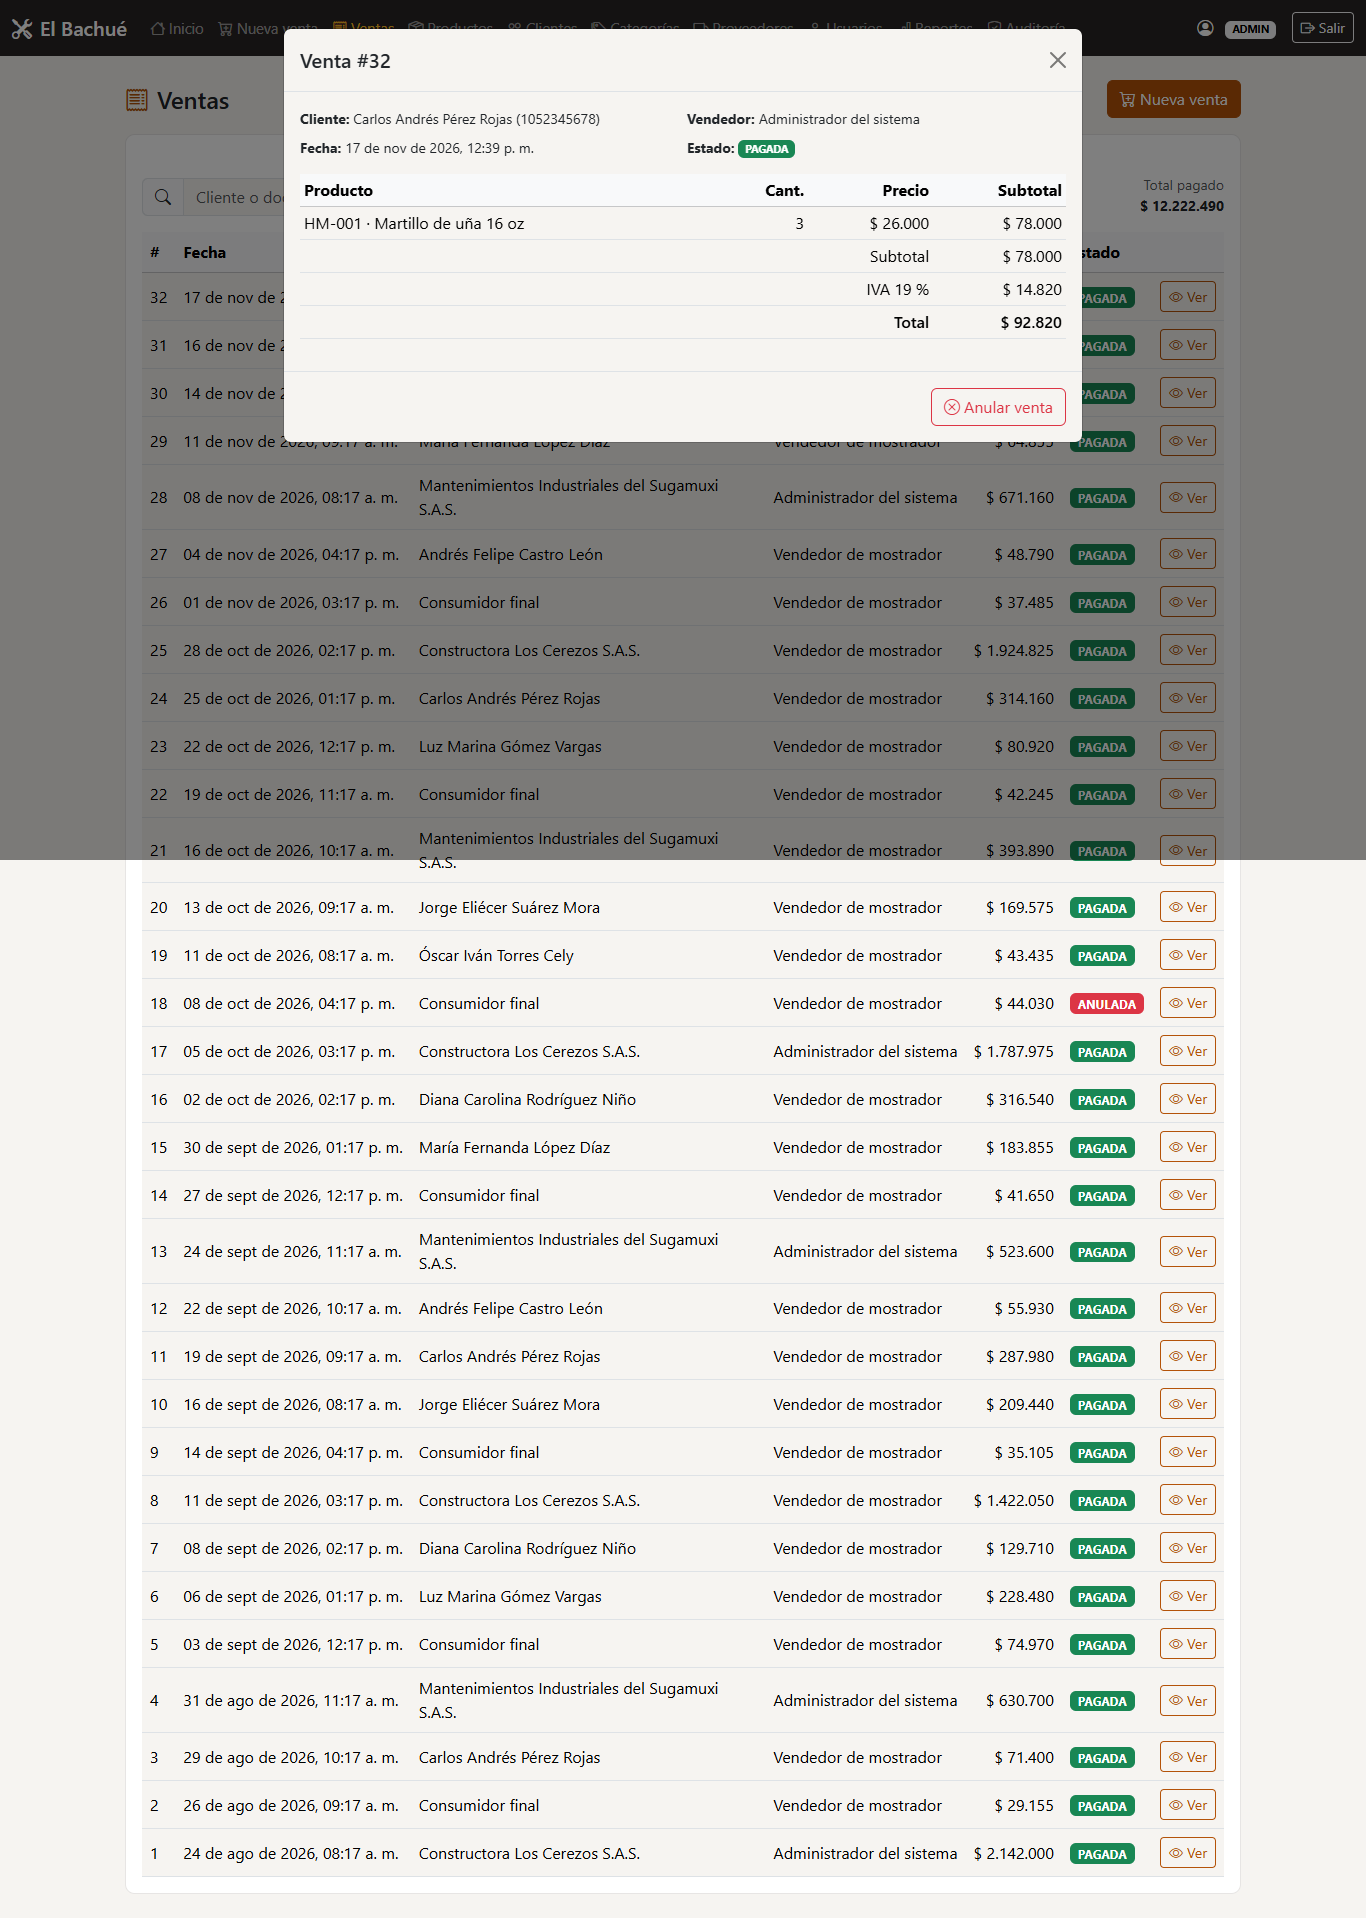 El Bachué Inicio Nueva venta Ventas Productos Clientes Categorías Proveedores Usuarios Reportes Auditoría ADMIN Salir
Venta #32
Cliente: Carlos Andrés Pérez Rojas (1052345678) Vendedor: Administrador del sistema
Fecha: 17 de nov de 2026, 12:39 p. m. Estado: PAGADA
Producto Cant. Precio Subtotal
HM-001 · Martillo de uña 16 oz 3 $ 26.000 $ 78.000
Subtotal $ 78.000
IVA 19 % $ 14.820
Total $ 92.820
Anular venta
Ventas Nueva venta
Cliente o do
Total pagado
$ 12.222.490
# Fecha stado
32 17 de nov de PAGADA Ver
31 16 de nov de PAGADA Ver
30 14 de nov de PAGADA Ver
29 11 de nov de 2026, 09:17 a. m. María Fernanda López Díaz Vendedor de mostrador $ 64.855 PAGADA Ver
28 08 de nov de 2026, 08:17 a. m. Mantenimientos Industriales del Sugamuxi S.A.S. Administrador del sistema $ 671.160 PAGADA Ver
27 04 de nov de 2026, 04:17 p. m. Andrés Felipe Castro León Vendedor de mostrador $ 48.790 PAGADA Ver
26 01 de nov de 2026, 03:17 p. m. Consumidor final Vendedor de mostrador $ 37.485 PAGADA Ver
25 28 de oct de 2026, 02:17 p. m. Constructora Los Cerezos S.A.S. Vendedor de mostrador $ 1.924.825 PAGADA Ver
24 25 de oct de 2026, 01:17 p. m. Carlos Andrés Pérez Rojas Vendedor de mostrador $ 314.160 PAGADA Ver
23 22 de oct de 2026, 12:17 p. m. Luz Marina Gómez Vargas Vendedor de mostrador $ 80.920 PAGADA Ver
22 19 de oct de 2026, 11:17 a. m. Consumidor final Vendedor de mostrador $ 42.245 PAGADA Ver
21 16 de oct de 2026, 10:17 a. m. Mantenimientos Industriales del Sugamuxi S.A.S. Vendedor de mostrador $ 393.890 PAGADA Ver
20 13 de oct de 2026, 09:17 a. m. Jorge Eliécer Suárez Mora Vendedor de mostrador $ 169.575 PAGADA Ver
19 11 de oct de 2026, 08:17 a. m. Óscar Iván Torres Cely Vendedor de mostrador $ 43.435 PAGADA Ver
18 08 de oct de 2026, 04:17 p. m. Consumidor final Vendedor de mostrador $ 44.030 ANULADA Ver
17 05 de oct de 2026, 03:17 p. m. Constructora Los Cerezos S.A.S. Administrador del sistema $ 1.787.975 PAGADA Ver
16 02 de oct de 2026, 02:17 p. m. Diana Carolina Rodríguez Niño Vendedor de mostrador $ 316.540 PAGADA Ver
15 30 de sept de 2026, 01:17 p. m. María Fernanda López Díaz Vendedor de mostrador $ 183.855 PAGADA Ver
14 27 de sept de 2026, 12:17 p. m. Consumidor final Vendedor de mostrador $ 41.650 PAGADA Ver
13 24 de sept de 2026, 11:17 a. m. Mantenimientos Industriales del Sugamuxi S.A.S. Administrador del sistema $ 523.600 PAGADA Ver
12 22 de sept de 2026, 10:17 a. m. Andrés Felipe Castro León Vendedor de mostrador $ 55.930 PAGADA Ver
11 19 de sept de 2026, 09:17 a. m. Carlos Andrés Pérez Rojas Vendedor de mostrador $ 287.980 PAGADA Ver
10 16 de sept de 2026, 08:17 a. m. Jorge Eliécer Suárez Mora Vendedor de mostrador $ 209.440 PAGADA Ver
9 14 de sept de 2026, 04:17 p. m. Consumidor final Vendedor de mostrador $ 35.105 PAGADA Ver
8 11 de sept de 2026, 03:17 p. m. Constructora Los Cerezos S.A.S. Vendedor de mostrador $ 1.422.050 PAGADA Ver
7 08 de sept de 2026, 02:17 p. m. Diana Carolina Rodríguez Niño Vendedor de mostrador $ 129.710 PAGADA Ver
6 06 de sept de 2026, 01:17 p. m. Luz Marina Gómez Vargas Vendedor de mostrador $ 228.480 PAGADA Ver
5 03 de sept de 2026, 12:17 p. m. Consumidor final Vendedor de mostrador $ 74.970 PAGADA Ver
4 31 de ago de 2026, 11:17 a. m. Mantenimientos Industriales del Sugamuxi S.A.S. Administrador del sistema $ 630.700 PAGADA Ver
3 29 de ago de 2026, 10:17 a. m. Carlos Andrés Pérez Rojas Vendedor de mostrador $ 71.400 PAGADA Ver
2 26 de ago de 2026, 09:17 a. m. Consumidor final Vendedor de mostrador $ 29.155 PAGADA Ver
1 24 de ago de 2026, 08:17 a. m. Constructora Los Cerezos S.A.S. Administrador del sistema $ 2.142.000 PAGADA Ver